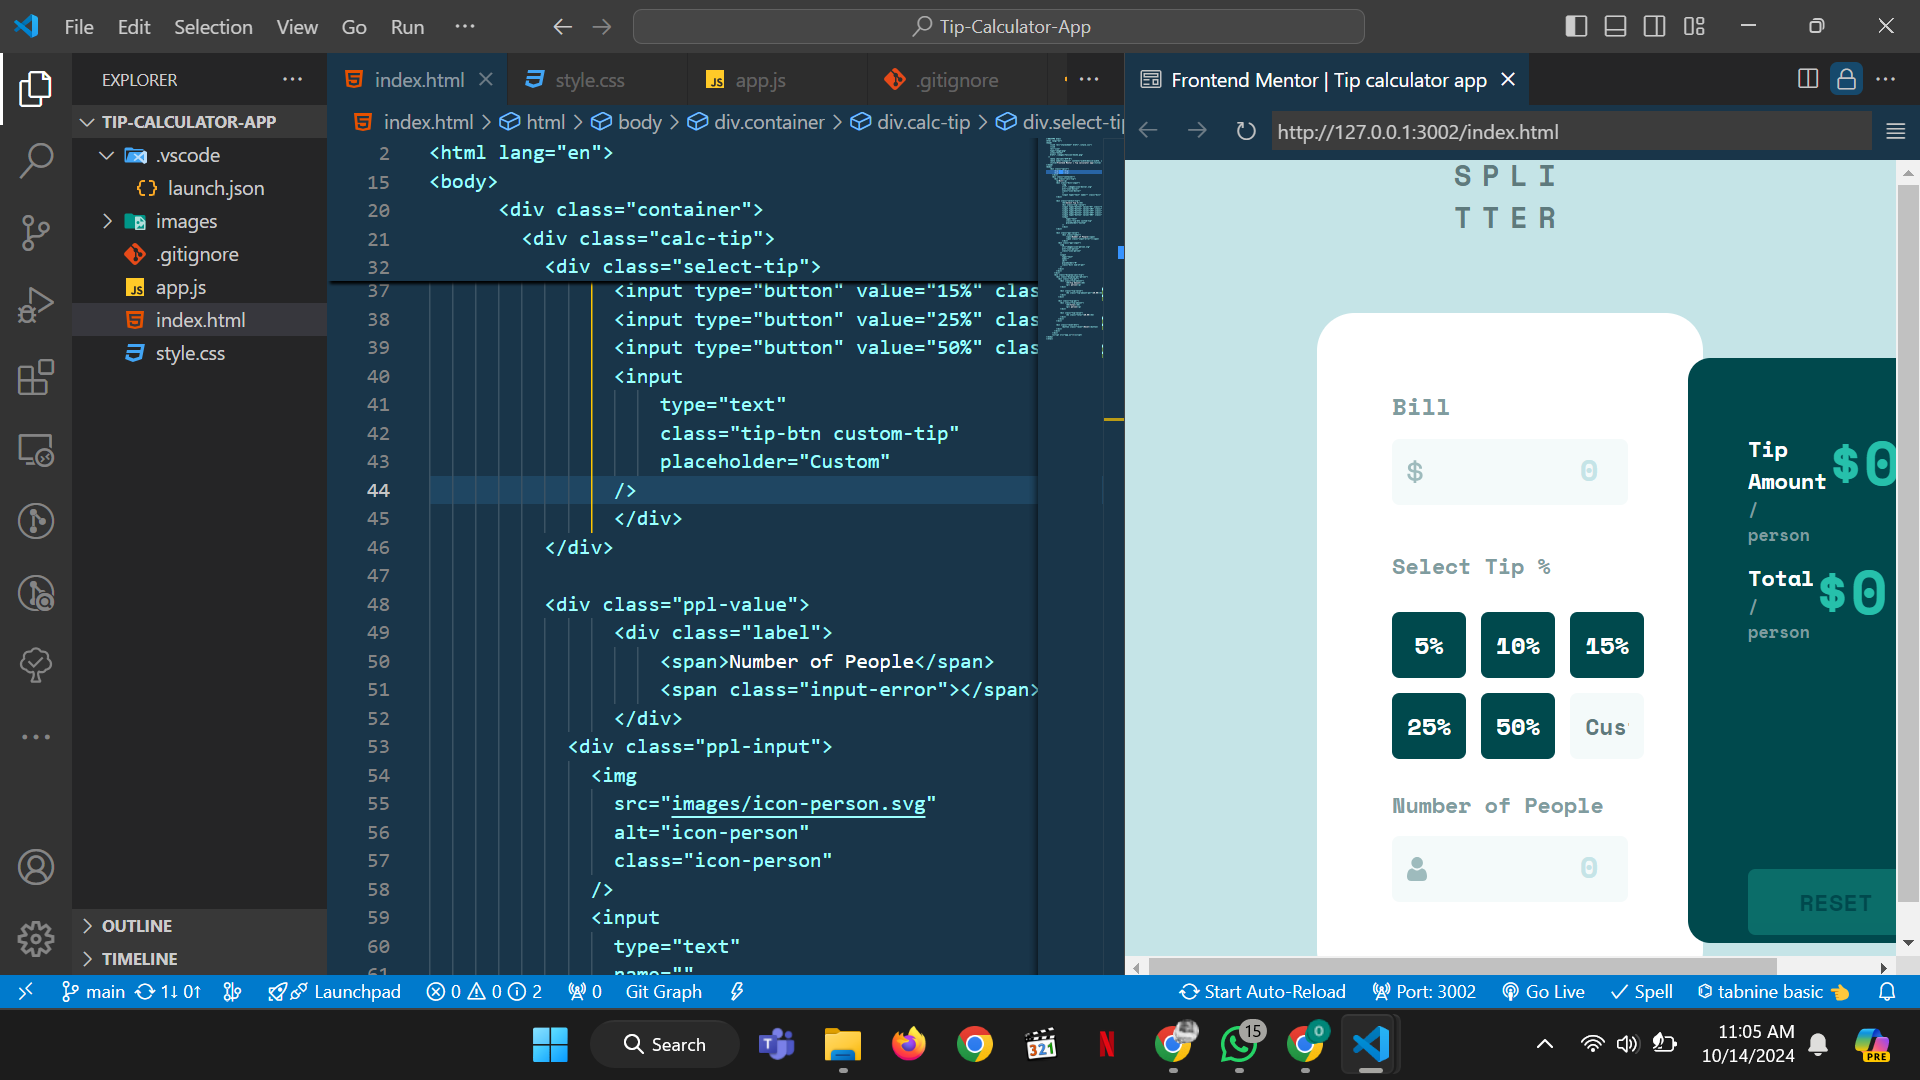 File Edit Selection View Go Run ···
Tip-Calculator-App
EXPLORER
TIP-CALCULATOR-APP
.vscode
launch.json
images
.gitignore
app.js
index.html
style.css
OUTLINE
TIMELINE
index.html
style.css
JS app.js
.gitignore
index.html > html > body > div.container > div.calc-tip > div.select-tip
2 <html lang="en">
15 <body>
20 <div class="container">
21 <div class="calc-tip">
32 <div class="select-tip">
37 <input type="button" value="15%" clas
38 <input type="button" value="25%" clas
39 <input type="button" value="50%" clas
40 <input
41 type="text"
42 class="tip-btn custom-tip"
43 placeholder="Custom"
44 />
45 </div>
46 </div>
47
48 <div class="ppl-value">
49 <div class="label">
50 <span>Number of People</span>
51 <span class="input-error"></span>
52 </div>
53 <div class="ppl-input">
54 <img
55 src="images/icon-person.svg"
56 alt="icon-person"
57 class="icon-person"
58 />
59 <input
60 type="text"
61 name=""
Frontend Mentor | Tip calculator app
http://127.0.0.1:3002/index.html
SPLI
TTER
Bill
$ 0
Select Tip %
5% 10% 15%
25% 50% Cus
Number of People
0
Tip
Amount
/
person
$0
Total
/
person
$0
RESET
main 1↓ 0↑ Launchpad 0 0 2 0 Git Graph
Start Auto-Reload Port: 3002 Go Live Spell tabnine basic
Search
321
N
15
0
11:05 AM
10/14/2024
PRE